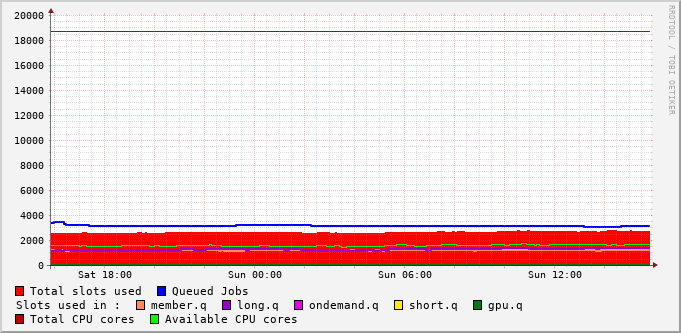 RRDTOOL / TOBI OETIKER
20000
18000
16000
14000
12000
10000
8000
6000
4000
2000
0
Sat 18:00 Sun 00:00 Sun 06:00 Sun 12:00
Total slots used Queued Jobs
Slots used in : member.q long.q ondemand.q short.q gpu.q
Total CPU cores Available CPU cores